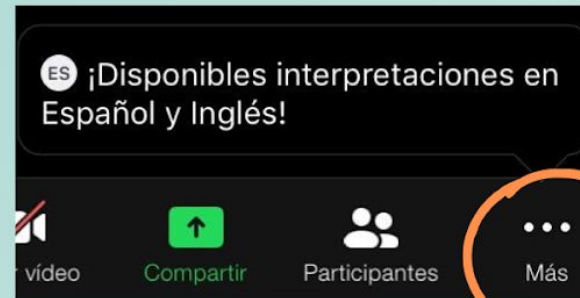 ES ¡Disponibles interpretaciones en
Español y Inglés!
vídeo Compartir Participantes Más